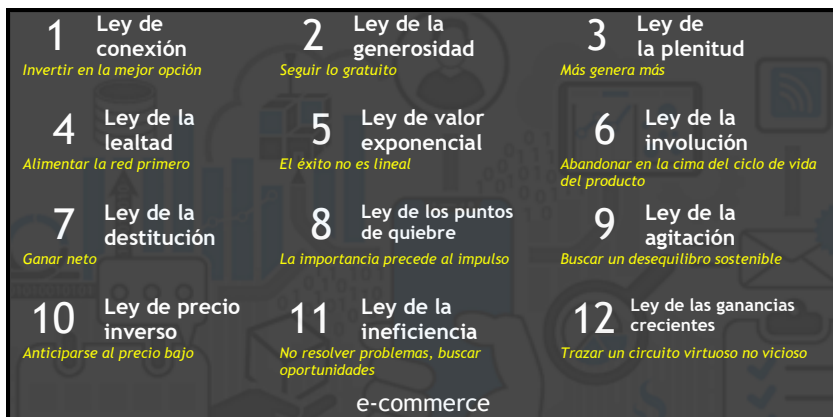 1 Ley de
conexión
Invertir en la mejor opción
2 Ley de la
generosidad
Seguir lo gratuito
3 Ley de
la plenitud
Más genera más
4 Ley de la
lealtad
Alimentar la red primero
5 Ley de valor
exponencial
El éxito no es lineal
6 Ley de la
involución
Abandonar en la cima del ciclo de vida
del producto
7 Ley de la
destitución
Ganar neto
8 Ley de los puntos
de quiebre
La importancia precede al impulso
9 Ley de la
agitación
Buscar un desequilibro sostenible
10 Ley de precio
inverso
Anticiparse al precio bajo
11 Ley de la
ineficiencia
No resolver problemas, buscar
oportunidades
12 Ley de las ganancias
crecientes
Trazar un circuito virtuoso no vicioso
e-commerce